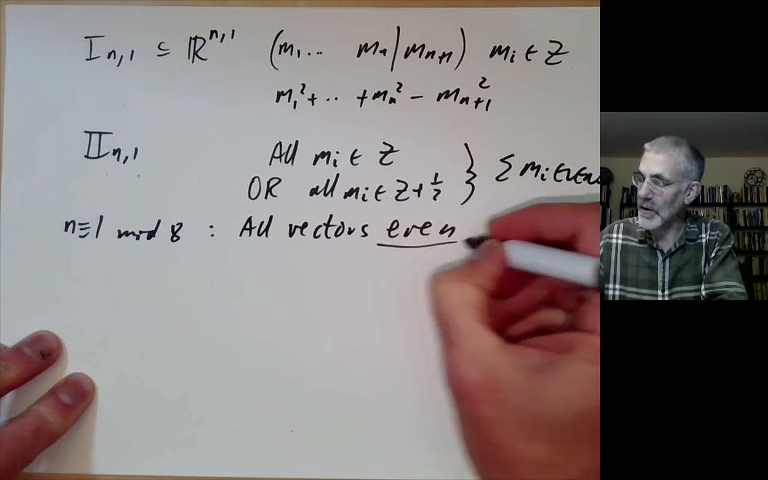 I_{n,1} ⊆ ℝ^{n,1} (m_1... m_n | m_{n+1}) m_i ∈ Z
m_1^2 + .. + m_n^2 - m_{n+1}^2
II_{n,1} All m_i ∈ Z
OR all m_i ∈ Z + 1/2 } Σ m_i even
n≡1 mod 8 : All vectors even